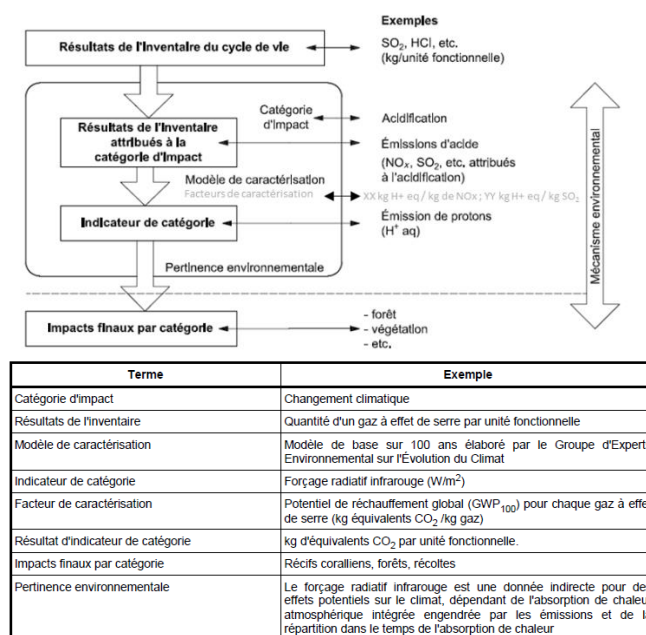 Exemples
Résultats de l'Inventaire du cycle de vie
SO2, HCl, etc.
(kg/unité fonctionnelle)
Catégorie
d'Impact
Acidification
Résultats de l'Inventaire
attribués à la
catégorie d'Impact
Émissions d'acide
(NOx, SO2, etc. attribués
à l'acidification)
Modèle de caractérisation
Facteurs de caractérisation
XX kg H+ eq / kg de NOx ; YY kg H+ eq / kg SO2
Indicateur de catégorie
Émission de protons
(H+ aq)
Pertinence environnementale
Mécanisme environnemental
Impacts finaux par catégorie
- forêt
- végétation
- etc.
Terme
Exemple
Catégorie d'impact
Changement climatique
Résultats de l'inventaire
Quantité d'un gaz à effet de serre par unité fonctionnelle
Modèle de caractérisation
Modèle de base sur 100 ans élaboré par le Groupe d'Expert
Environnemental sur l'Évolution du Climat
Indicateur de catégorie
Forçage radiatif infrarouge (W/m2)
Facteur de caractérisation
Potentiel de réchauffement global (GWP100) pour chaque gaz à effe
de serre (kg équivalents CO2 /kg gaz)
Résultat d'indicateur de catégorie
kg d'équivalents CO2 par unité fonctionnelle.
Impacts finaux par catégorie
Récifs coralliens, forêts, récoltes
Pertinence environnementale
Le forçage radiatif infrarouge est une donnée indirecte pour de
effets potentiels sur le climat, dépendant de l'absorption de chaleu
atmosphérique intégrée engendrée par les émissions et de l
répartition dans le temps de l'absorption de chaleur